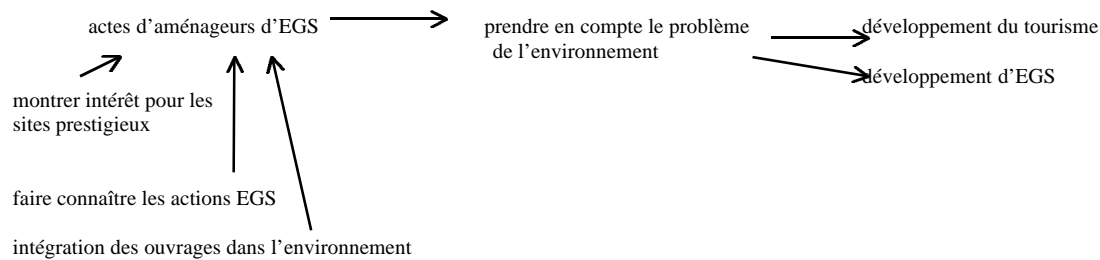 actes d’aménageurs d’EGS
prendre en compte le problème
de l’environnement
développement du tourisme
développement d’EGS
montrer intérêt pour les
sites prestigieux
faire connaître les actions EGS
intégration des ouvrages dans l’environnement